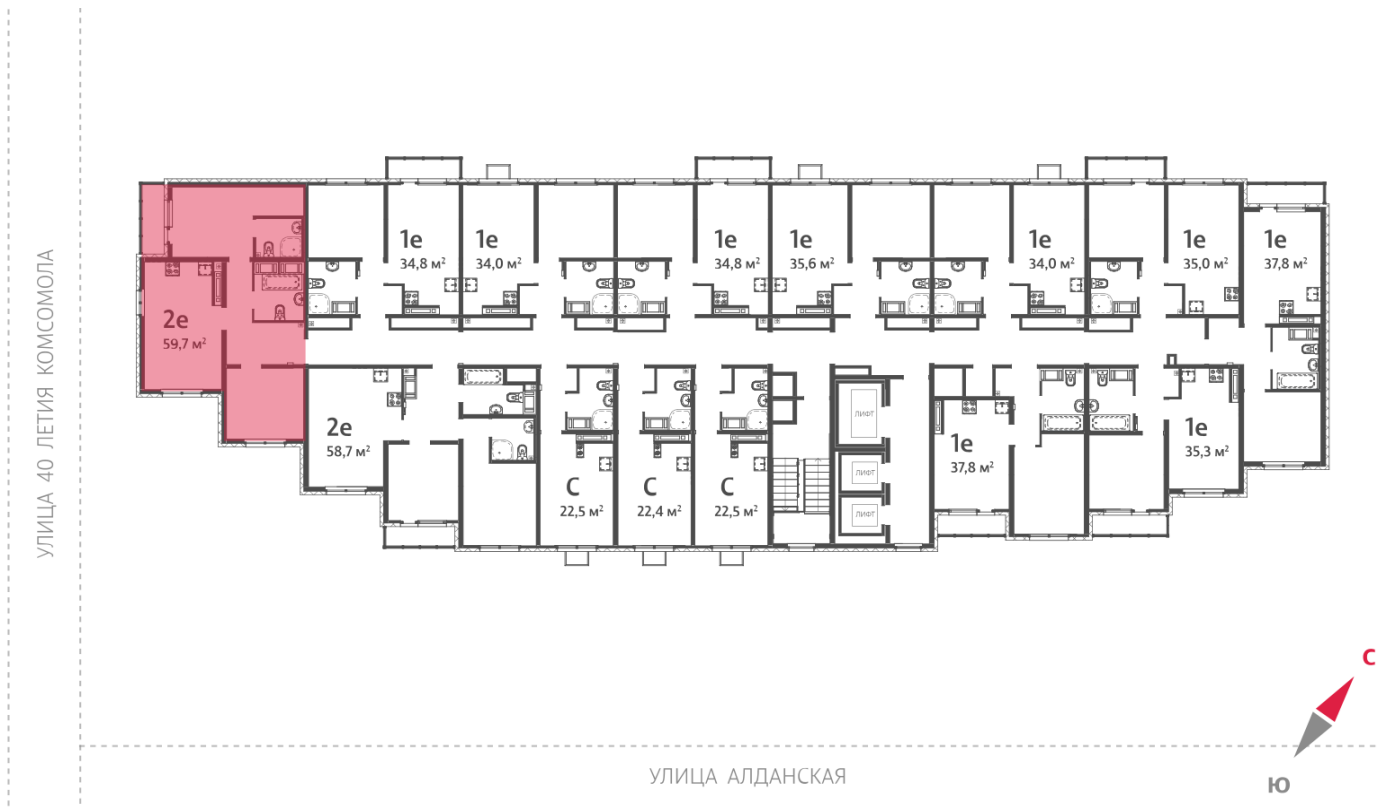 УЛИЦА 40 ЛЕТИЯ КОМСОМОЛА
2е
59,7 м²
1е
34,8 м²
1е
34,0 м²
1е
34,8 м²
1е
35,6 м²
1е
34,0 м²
1е
35,0 м²
1е
37,8 м²
2е
58,7 м²
С
22,5 м²
С
22,4 м²
С
22,5 м²
ЛИФТ
ЛИФТ
ЛИФТ
1е
37,8 м²
1е
35,3 м²
С
Ю
УЛИЦА АЛДАНСКАЯ